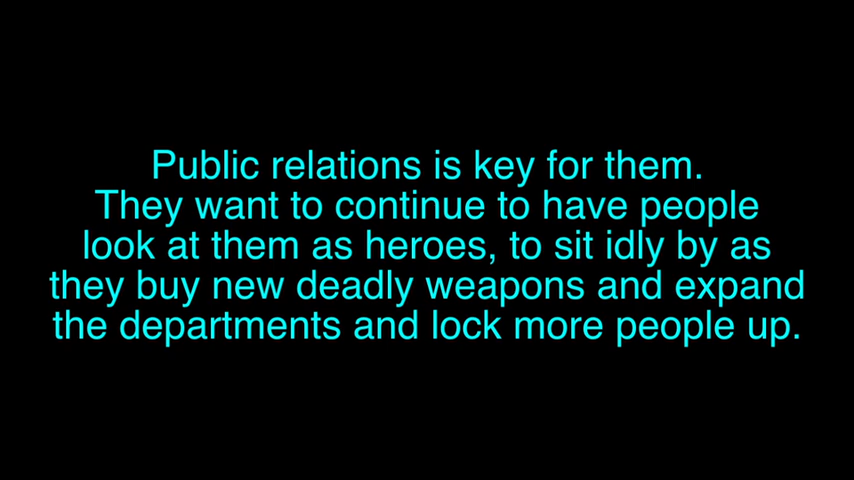 Public relations is key for them.
They want to continue to have people
look at them as heroes, to sit idly by as
they buy new deadly weapons and expand
the departments and lock more people up.